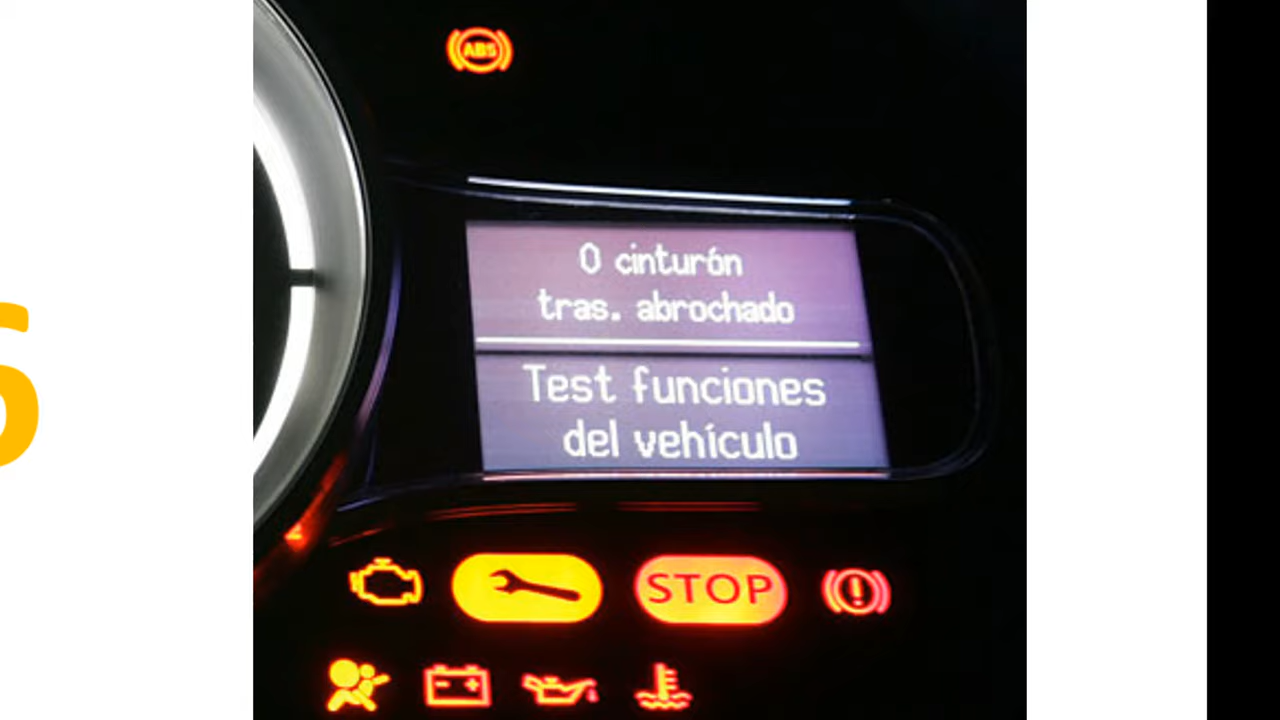 ABS
0 cinturón
tras. abrochado
Test funciones
del vehículo
STOP